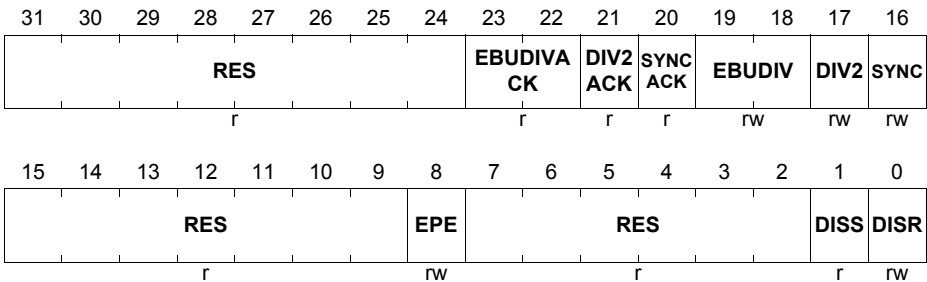 31 30 29 28 27 26 25 24 23 22 21 20 19 18 17 16
RES EBUDIVA CK DIV2 ACK SYNC ACK EBUDIV DIV2 SYNC
r r r r rw rw rw
15 14 13 12 11 10 9 8 7 6 5 4 3 2 1 0
RES EPE RES DISS DISR
r rw r r rw